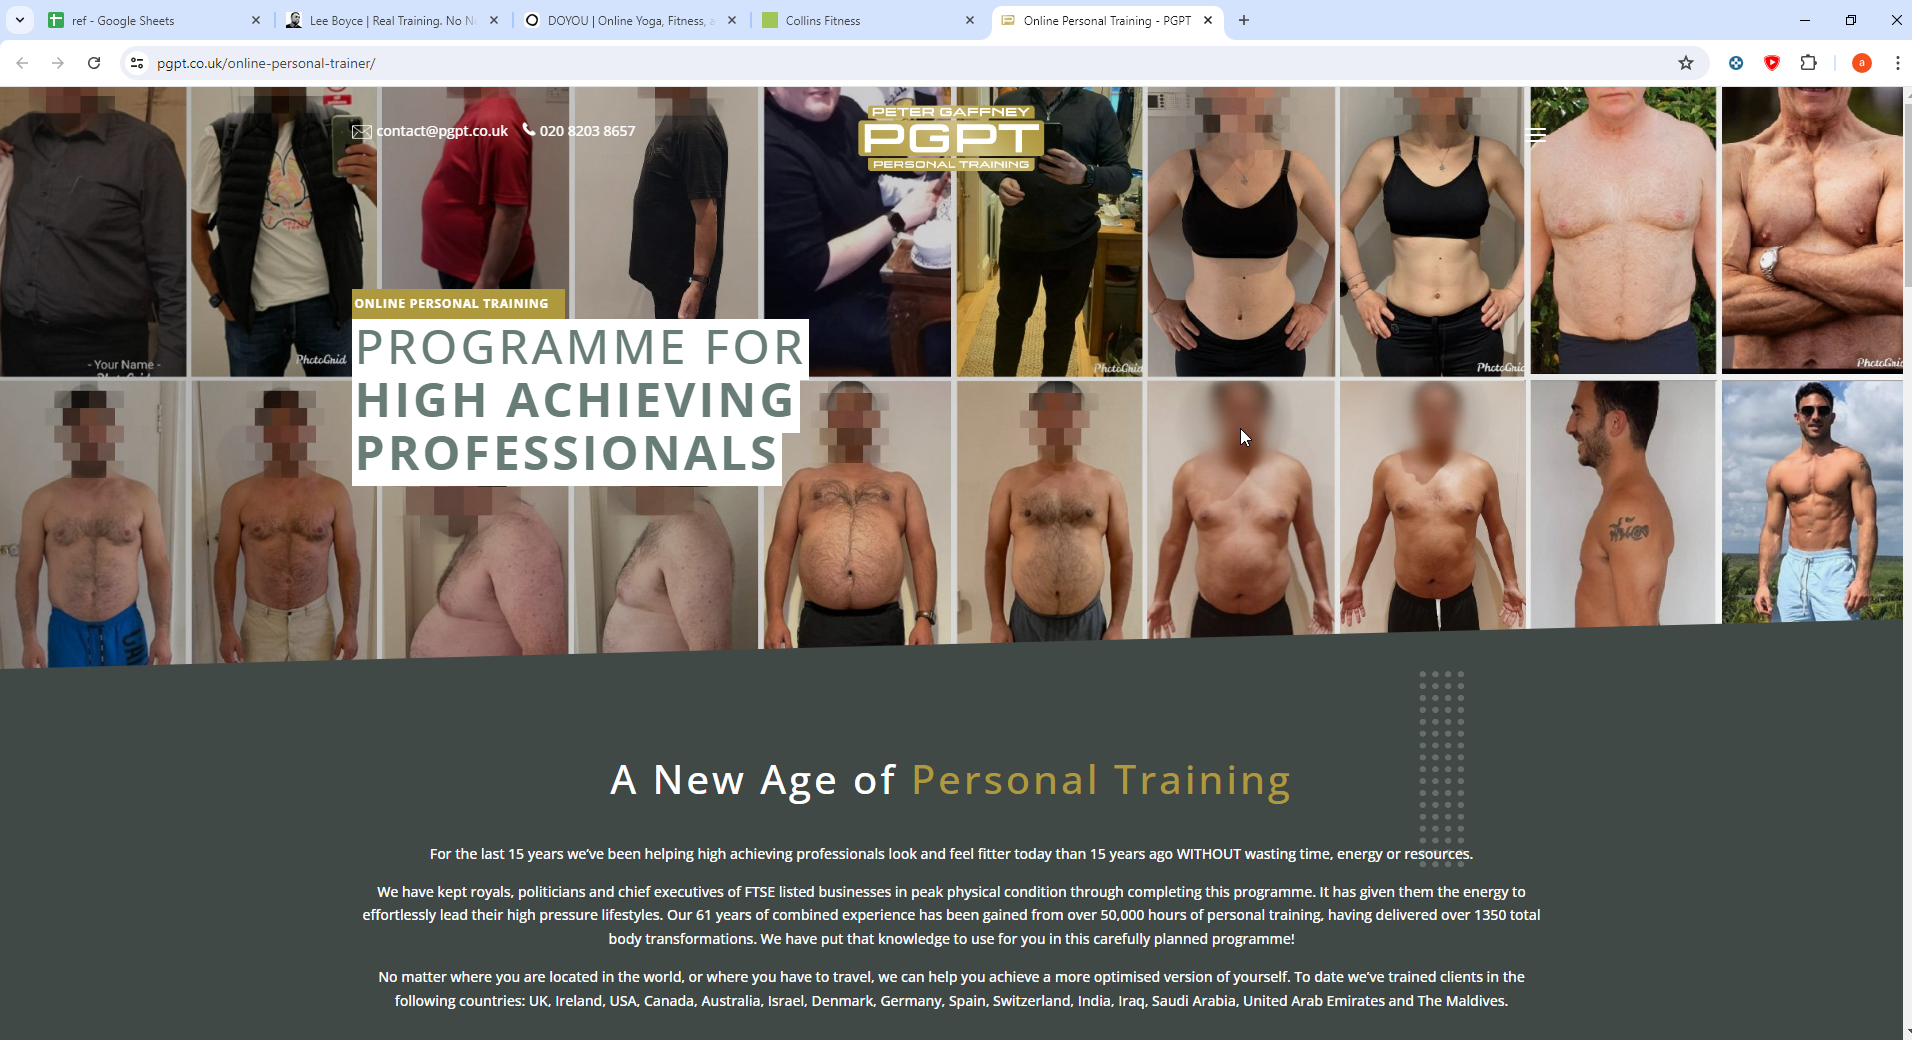 ref - Google Sheets
Lee Boyce | Real Training. No N
DOYOU | Online Yoga, Fitness,
Collins Fitness
Online Personal Training - PGPT
pgpt.co.uk/online-personal-trainer/
a
contact@pgpt.co.uk 020 8203 8657
PETER GAFFNEY
PGPT
PERSONAL TRAINING
- Your Name -
PhotoGrid
PhotoGrid
PhotoGrid
PhotoGrid
ONLINE PERSONAL TRAINING
PROGRAMME FOR
HIGH ACHIEVING
PROFESSIONALS
A New Age of Personal Training
For the last 15 years we've been helping high achieving professionals look and feel fitter today than 15 years ago WITHOUT wasting time, energy or resources.
We have kept royals, politicians and chief executives of FTSE listed businesses in peak physical condition through completing this programme. It has given them the energy to
effortlessly lead their high pressure lifestyles. Our 61 years of combined experience has been gained from over 50,000 hours of personal training, having delivered over 1350 total
body transformations. We have put that knowledge to use for you in this carefully planned programme!
No matter where you are located in the world, or where you have to travel, we can help you achieve a more optimised version of yourself. To date we've trained clients in the
following countries: UK, Ireland, USA, Canada, Australia, Israel, Denmark, Germany, Spain, Switzerland, India, Iraq, Saudi Arabia, United Arab Emirates and The Maldives.